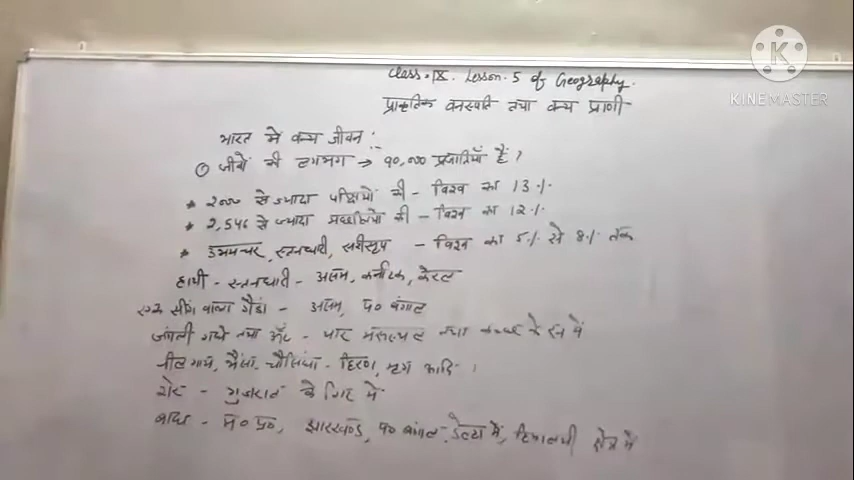 Class. IX. Lesson. 5 of Geography.
प्राकृतिक वनस्पति तथा वन्य प्राणी
भारत में वन्य जीवन :-
जीवों की लगभग → 90,000 प्रजातियाँ हैं ?
* 2000 से ज्यादा पक्षियों की - विश्व का 13%
* 2,546 से ज्यादा मछलियों की - विश्व का 12%
* उभयचर, स्तनधारी, सरीसृप - विश्व का 5% से 8% तक
हाथी - स्तनधारी - असम, कर्नाटक, केरल
एक सींग वाला गैंडा - असम, प० बंगाल
जंगली गधे तथा ऊँट - थार मरुस्थल तथा कच्छ के रन में
नील गाय, भैंसा, चौसिंघा - हिरण, मृग आदि ।
शेर - गुजरात के गिर में
बाघ - म० प्र०, झारखण्ड, प० बंगाल, डेल्टा में, हिमालयी क्षेत्र में
K
KINEMASTER